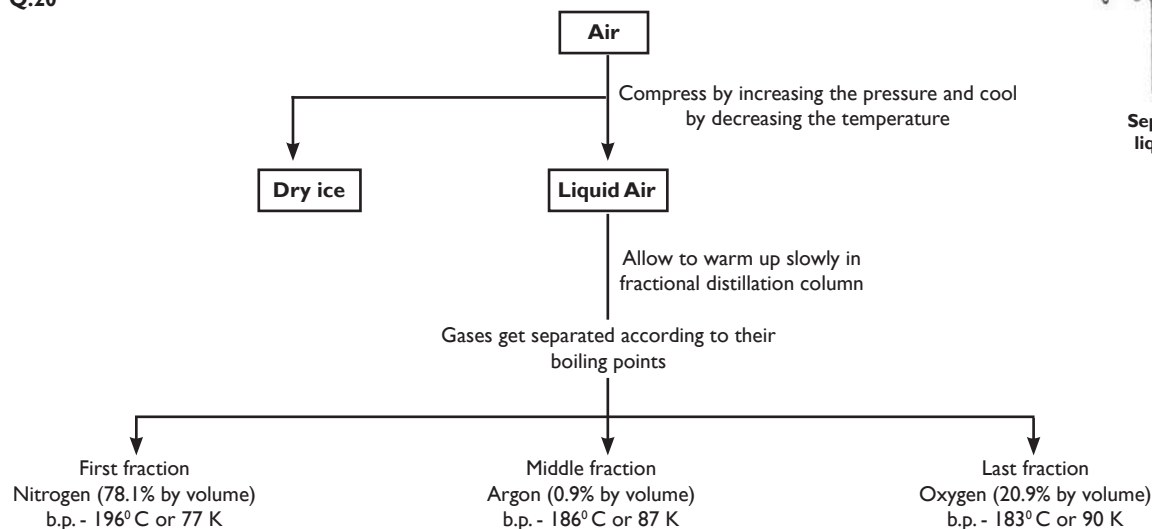 Q.20
Air
Compress by increasing the pressure and cool
by decreasing the temperature
Sep
liq
Dry ice
Liquid Air
Allow to warm up slowly in
fractional distillation column
Gases get separated according to their
boiling points
First fraction
Nitrogen (78.1% by volume)
b.p. - 196⁰ C or 77 K
Middle fraction
Argon (0.9% by volume)
b.p. - 186⁰ C or 87 K
Last fraction
Oxygen (20.9% by volume)
b.p. - 183⁰ C or 90 K